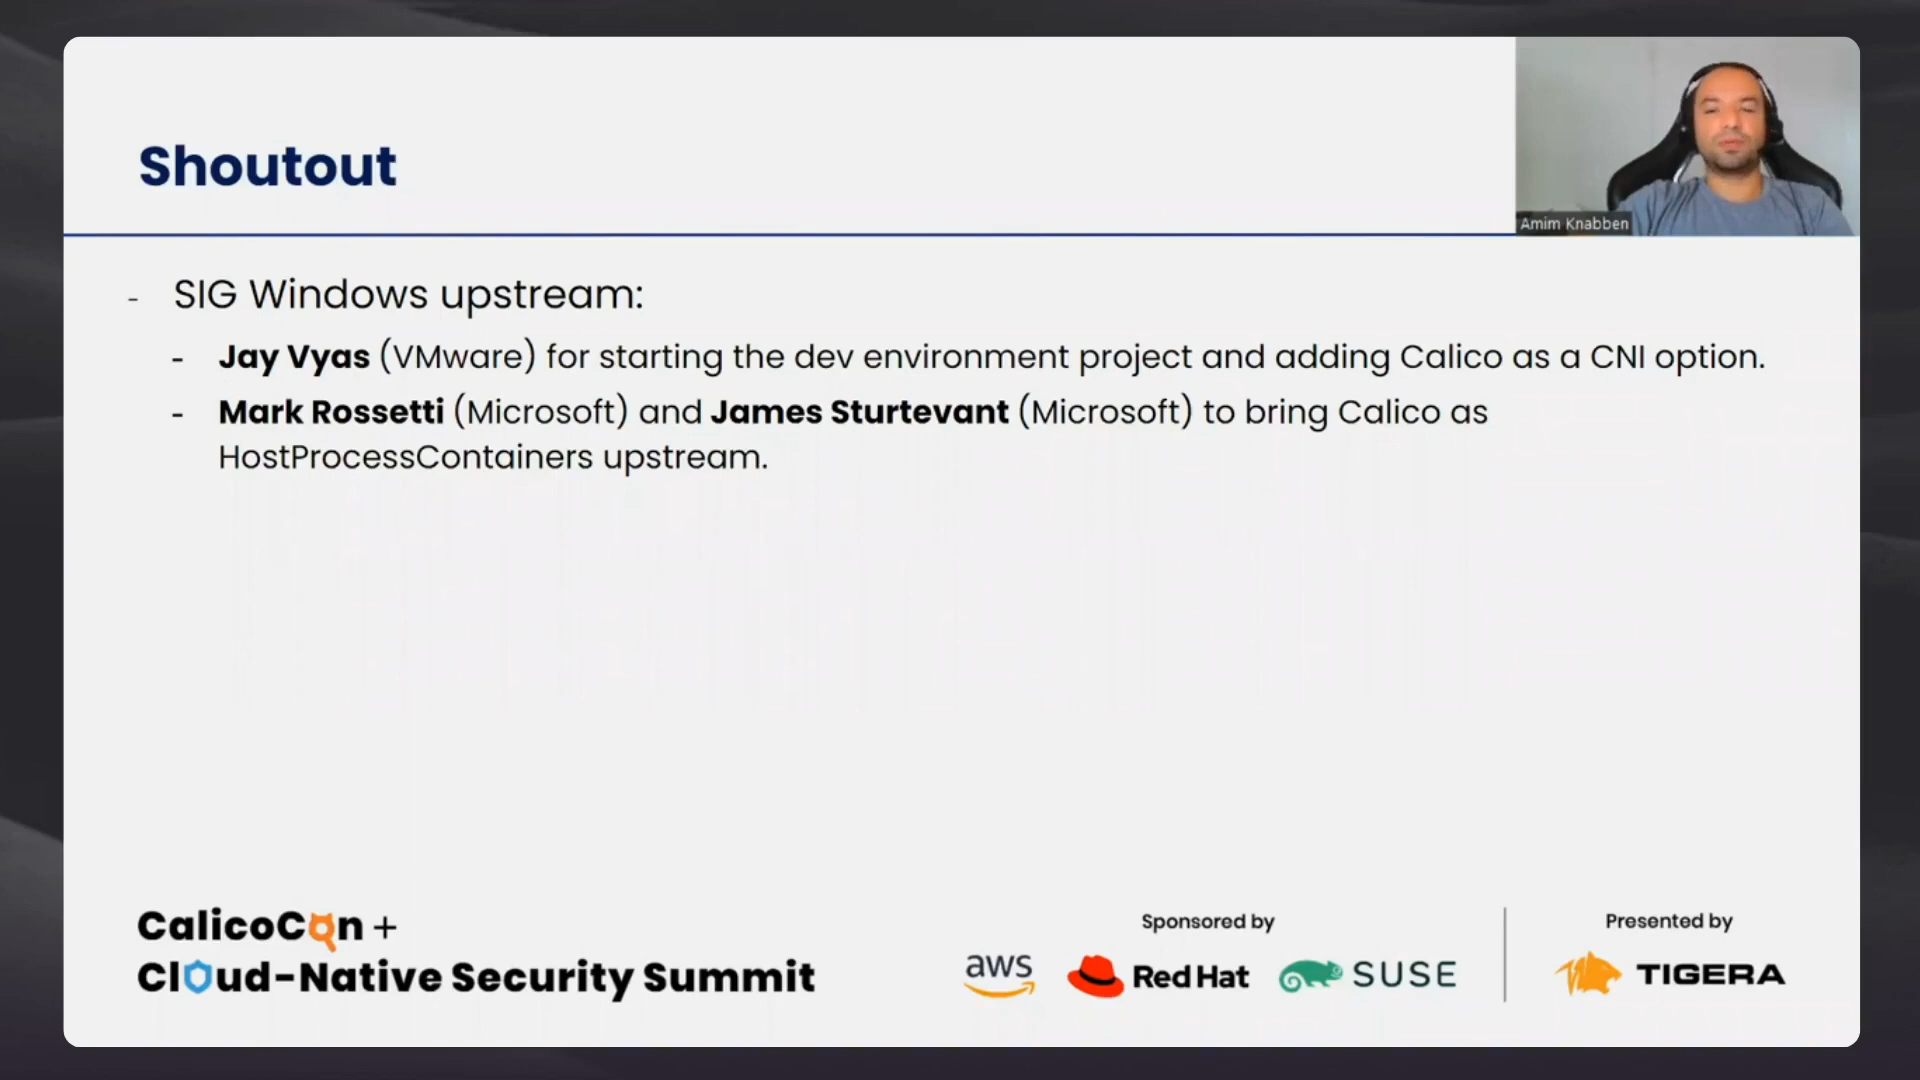 Shoutout
Amim Knabben
- SIG Windows upstream:
- Jay Vyas (VMware) for starting the dev environment project and adding Calico as a CNI option.
- Mark Rossetti (Microsoft) and James Sturtevant (Microsoft) to bring Calico as
HostProcessContainers upstream.
CalicoCon +
Cloud-Native Security Summit
Sponsored by
aws
Red Hat
SUSE
Presented by
TIGERA